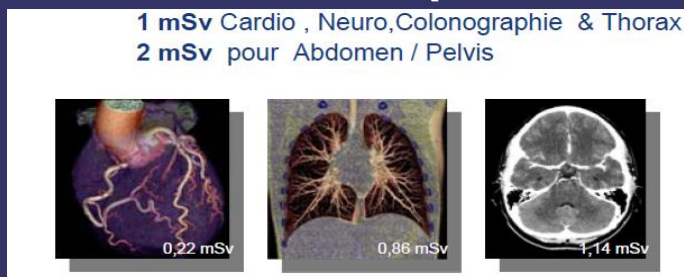 1 mSv Cardio , Neuro,Colonographie & Thorax
2 mSv pour Abdomen / Pelvis
0,22 mSv
0,86 mSv
1,14 mSv